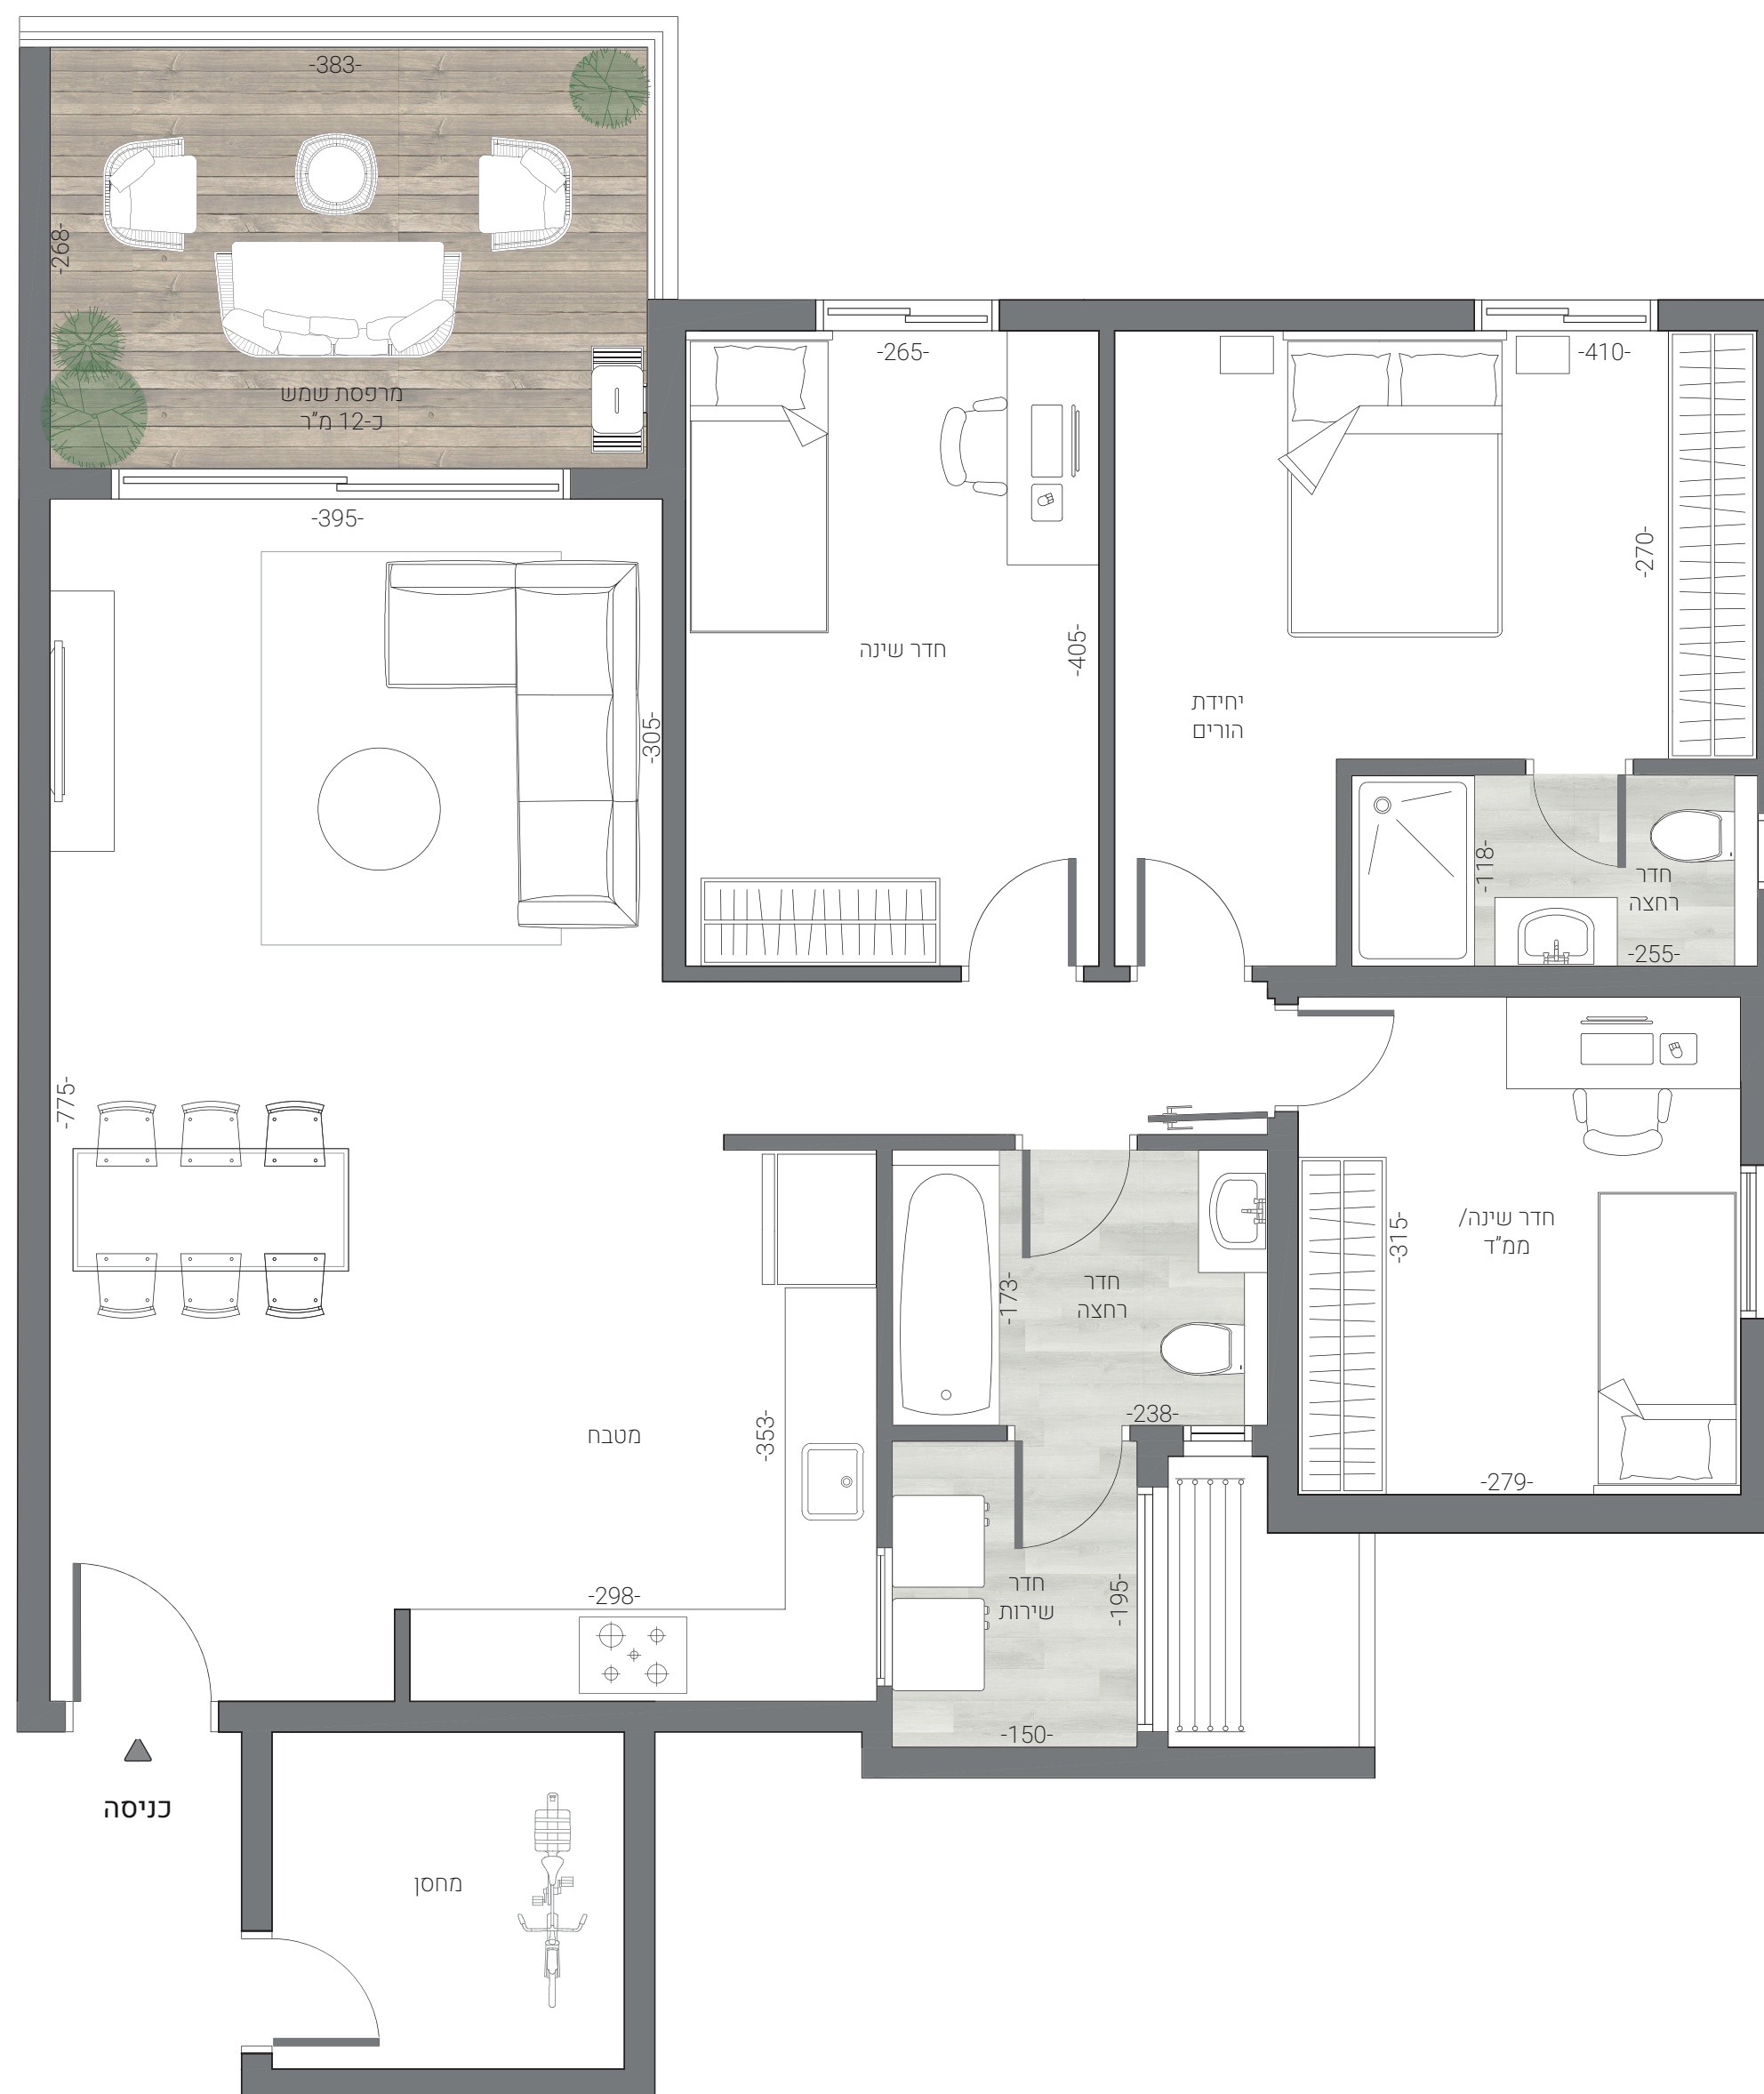 -383-
-268-
מרפסת שמש
כ-12 מ"ר
-395-
-265-
-410-
-270-
-305-
חדר שינה
-405-
יחידת
הורים
-118-
חדר
רחצה
-255-
-775-
חדר שינה/
ממ"ד
-315-
-279-
-173-
חדר
רחצה
-238-
מטבח
-353-
-298-
חדר
שירות
-195-
-150-
כניסה
מחסן